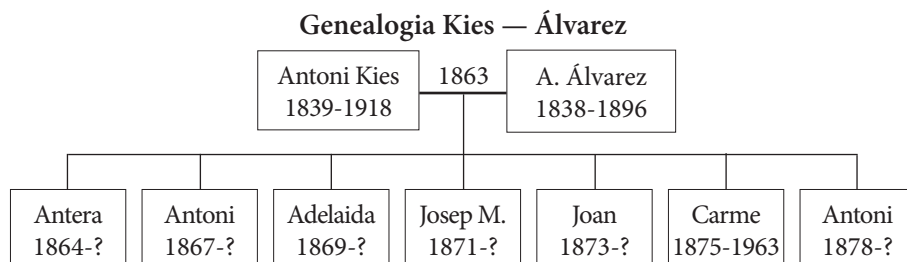 Genealogia Kies — Álvarez
Antoni Kies
1839-1918
1863
A. Álvarez
1838-1896
Antera
1864-?
Antoni
1867-?
Adelaida
1869-?
Josep M.
1871-?
Joan
1873-?
Carme
1875-1963
Antoni
1878-?